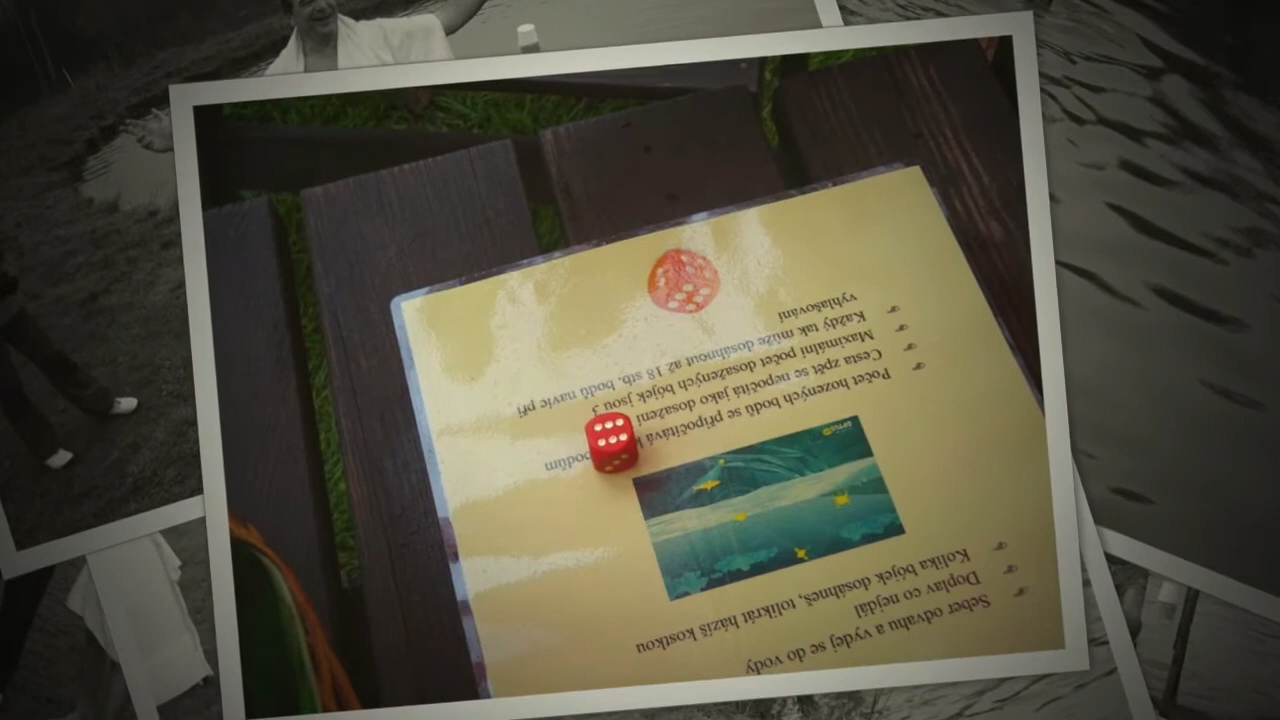 Seber odvahu a vydej se do vody
Doplav co nejdál
Kolika bójek dosáhneš, tolikrát házíš kostkou
Počet hozených bodů se připočítává k bodům
Cesta zpět se nepočítá jako dosažení
Maximální počet dosažených bójek jsou 3
Každý tak může dosáhnout až 18 stb. bodů navíc při
vyhlašování